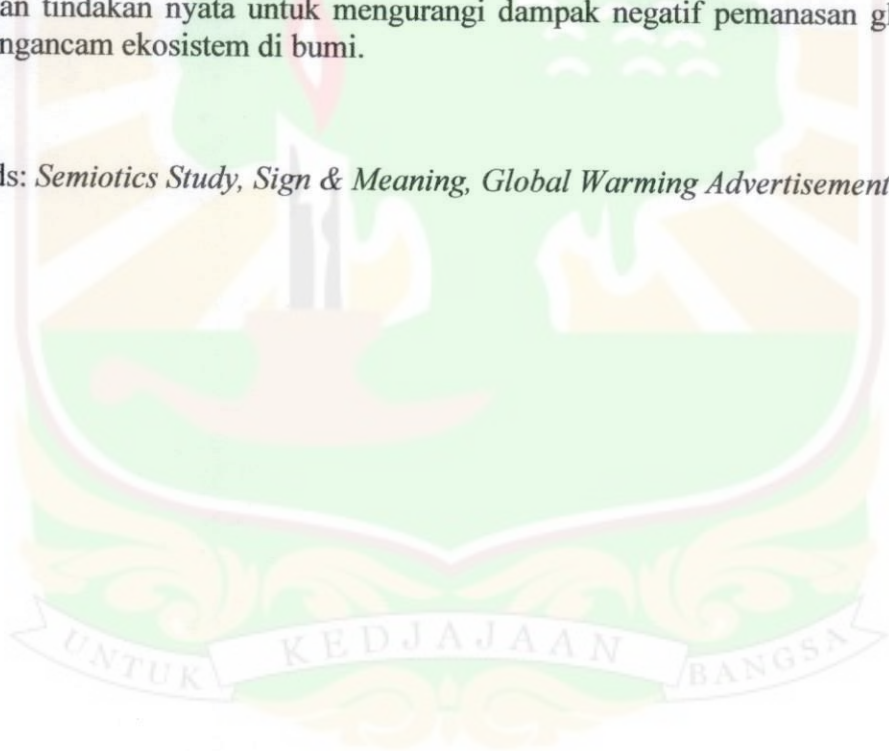 an tindakan nyata untuk mengurangi dampak negatif pemanasan gl
ngancam ekosistem di bumi.
ds: Semiotics Study, Sign & Meaning, Global Warming Advertisement
UNTUK KEDJAJAAN BANGSA